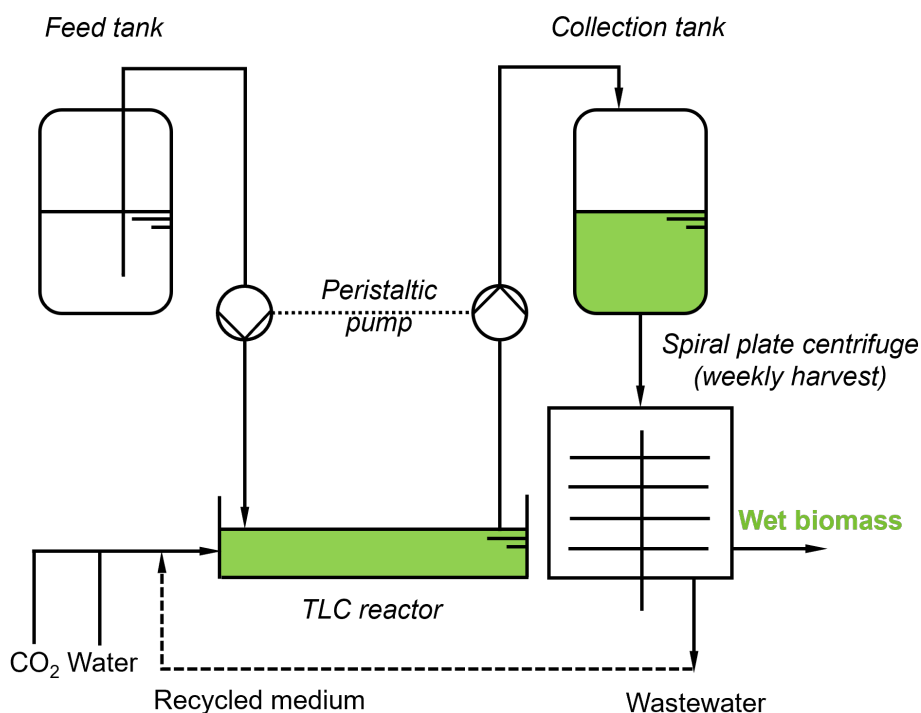 Feed tank
Collection tank
Peristaltic
pump
Spiral plate centrifuge
(weekly harvest)
Wet biomass
TLC reactor
CO₂ Water
Recycled medium
Wastewater